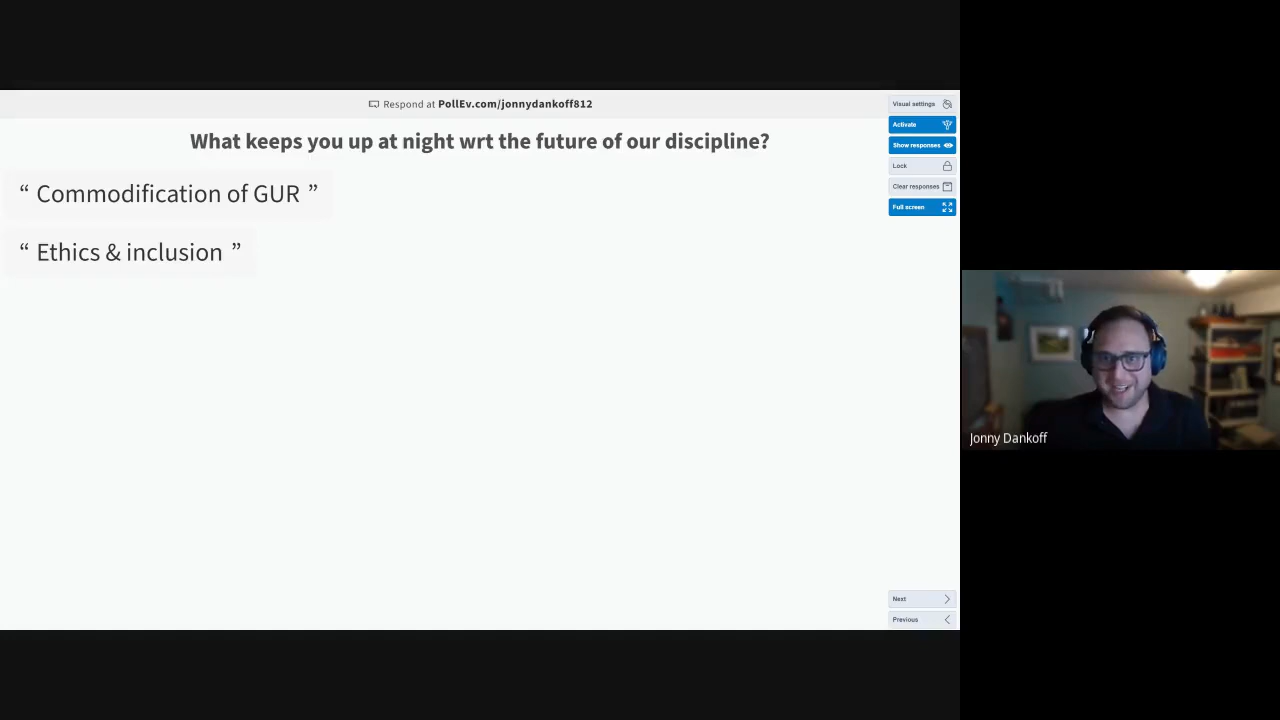 Respond at PollEv.com/jonnydankoff812
What keeps you up at night wrt the future of our discipline?
“ Commodification of GUR ”
“ Ethics & inclusion ”
Visual settings
Activate
Show responses
Lock
Clear responses
Full screen
Jonny Dankoff
Next
Previous